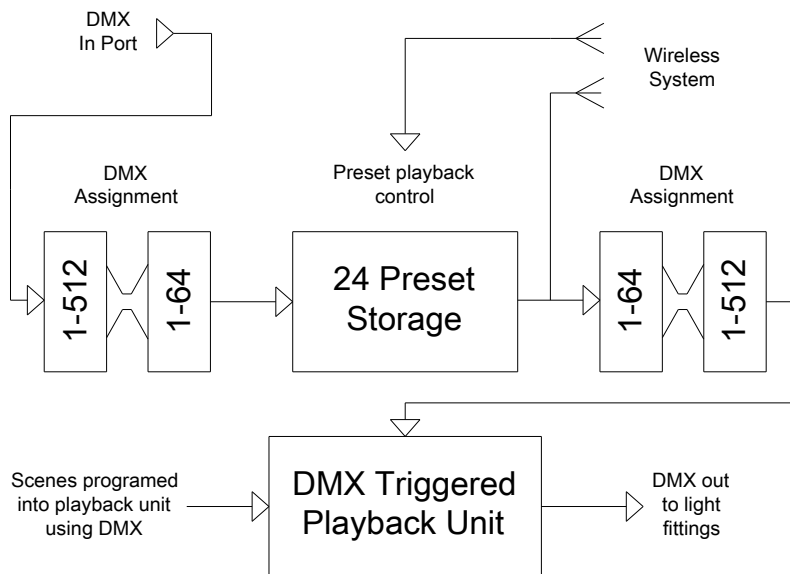 DMX
In Port
Wireless
System
DMX
Assignment
Preset playback
control
DMX
Assignment
1-512
1-64
24 Preset
Storage
1-64
1-512
Scenes programed
into playback unit
using DMX
DMX Triggered
Playback Unit
DMX out
to light
fittings